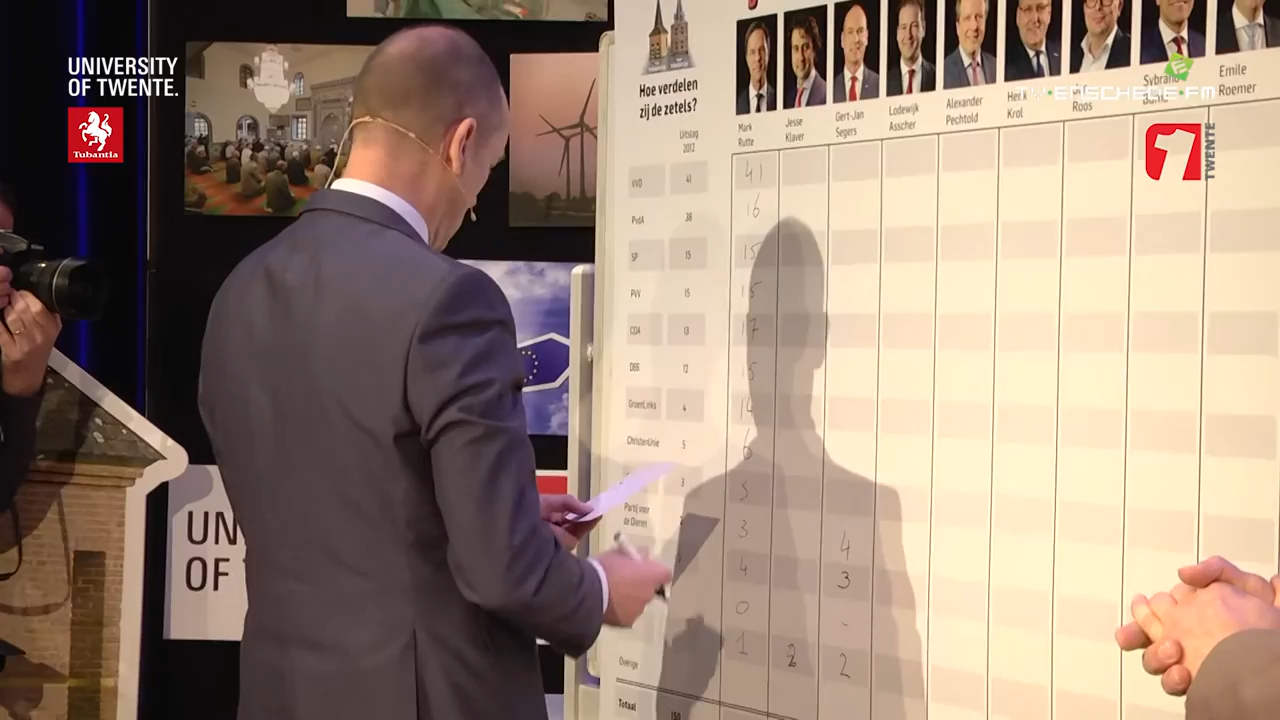 UNIVERSITY
OF TWENTE.
Tubantia
Hoe verdelen
zij de zetels?
Uitslag
2012
Mark
Rutte
Jesse
Klaver
Gert-Jan
Segers
Lodewijk
Asscher
Alexander
Pechtold
Henk
Krol
Roos
Emile
Roemer
ENSCHEDE FM
1
TWENTE
VVD 41 41
PvdA 38 16
SP 15 15
PVV 15 15
CDA 13 17
D66 12 15
GroenLinks 4 14
ChristenUnie 5 6
3
Partij voor
de Dieren 3 4
4 3
0 -
Overige 1 2 2
Totaal 150
UN
OF